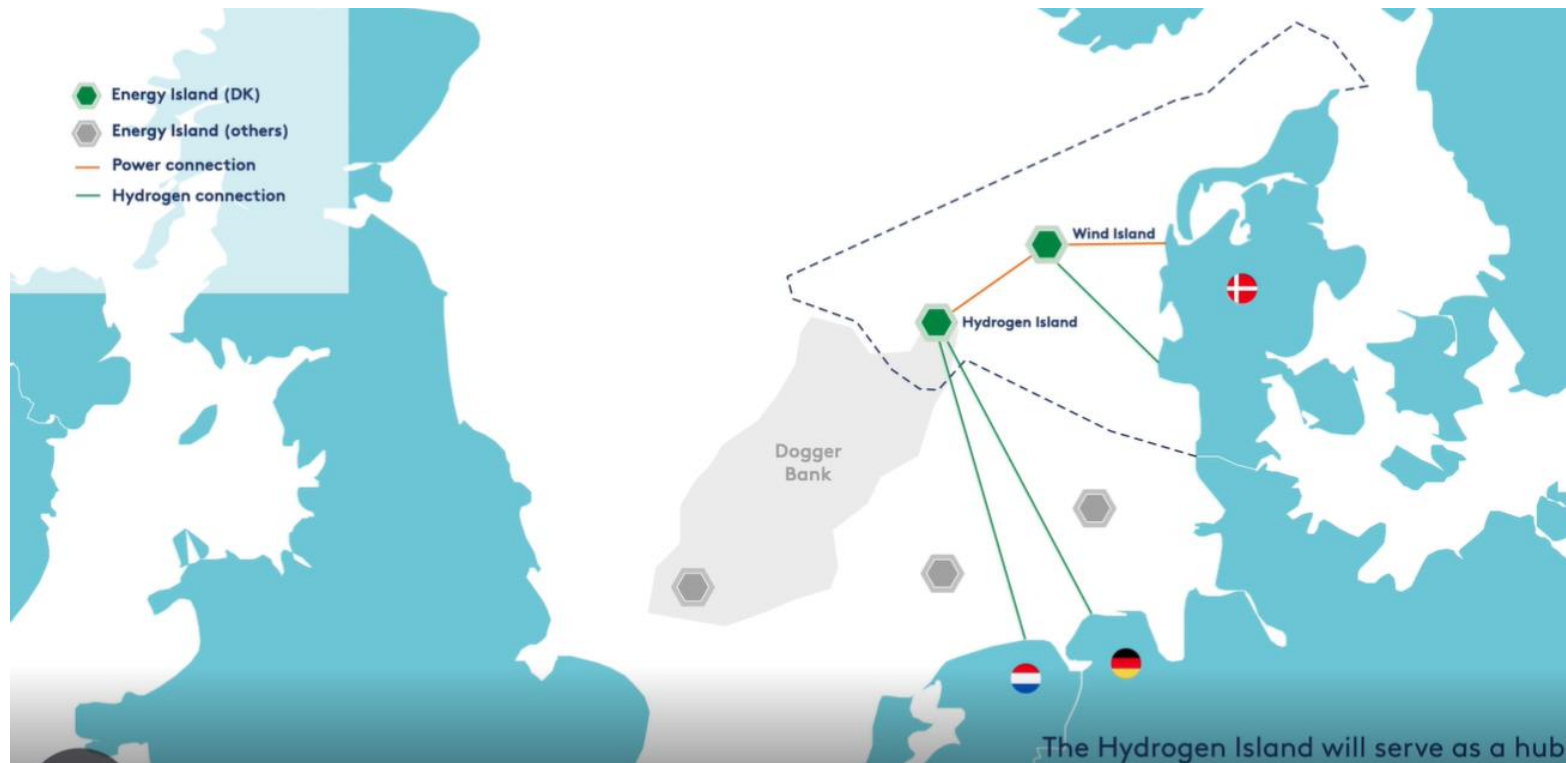 Energy Island (DK)
Energy Island (others)
Power connection
Hydrogen connection
Wind Island
Hydrogen Island
Dogger
Bank
The Hydrogen Island will serve as a hub